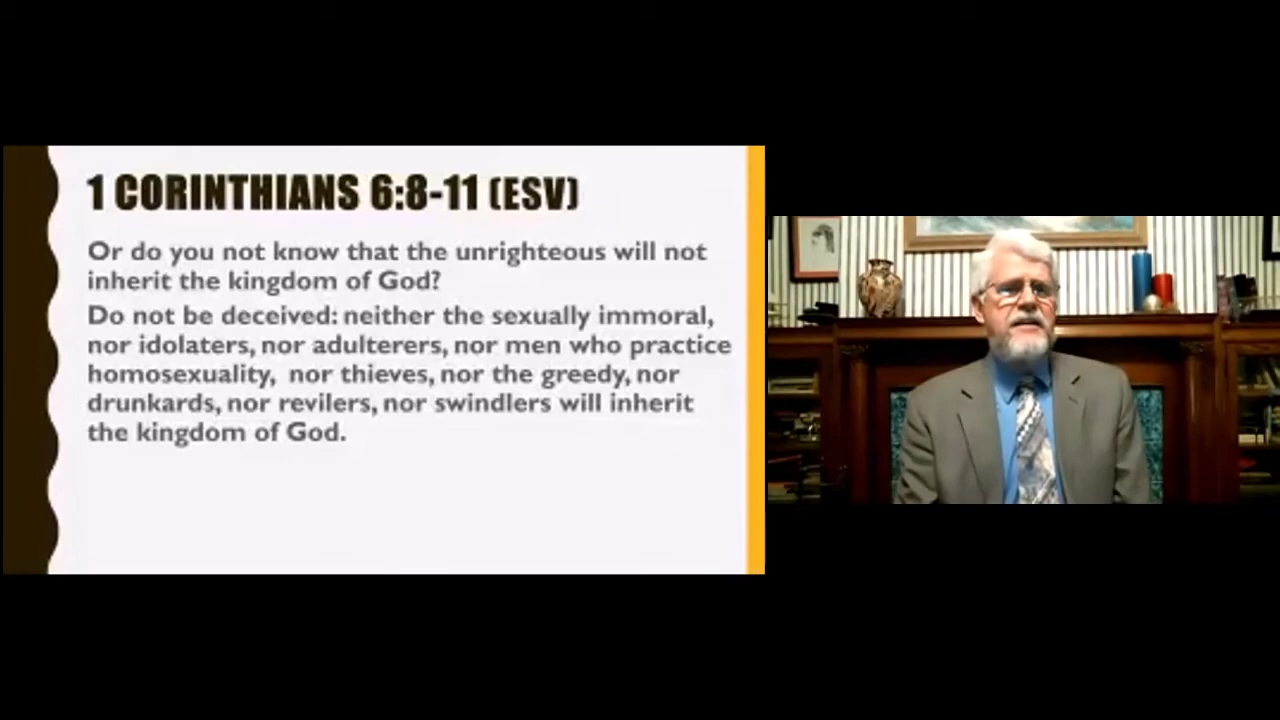 1 CORINTHIANS 6:8-11 (ESV)
Or do you not know that the unrighteous will not
inherit the kingdom of God?
Do not be deceived: neither the sexually immoral,
nor idolaters, nor adulterers, nor men who practice
homosexuality, nor thieves, nor the greedy, nor
drunkards, nor revilers, nor swindlers will inherit
the kingdom of God.